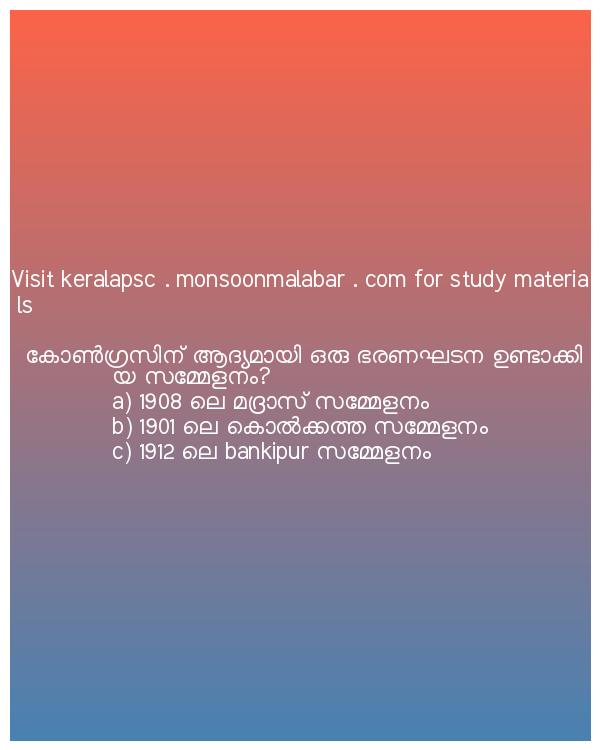 Visit keralapsc . monsoonmalabar . com for study materia
ls
കോൺഗ്രസിന് ആദ്യമായി ഒരു ഭരണഘടന ഉണ്ടാക്കി
യ സമ്മേളനം?
a) 1908 ലെ മദ്രാസ് സമ്മേളനം
b) 1901 ലെ കൊൽക്കത്ത സമ്മേളനം
c) 1912 ലെ bankipur സമ്മേളനം